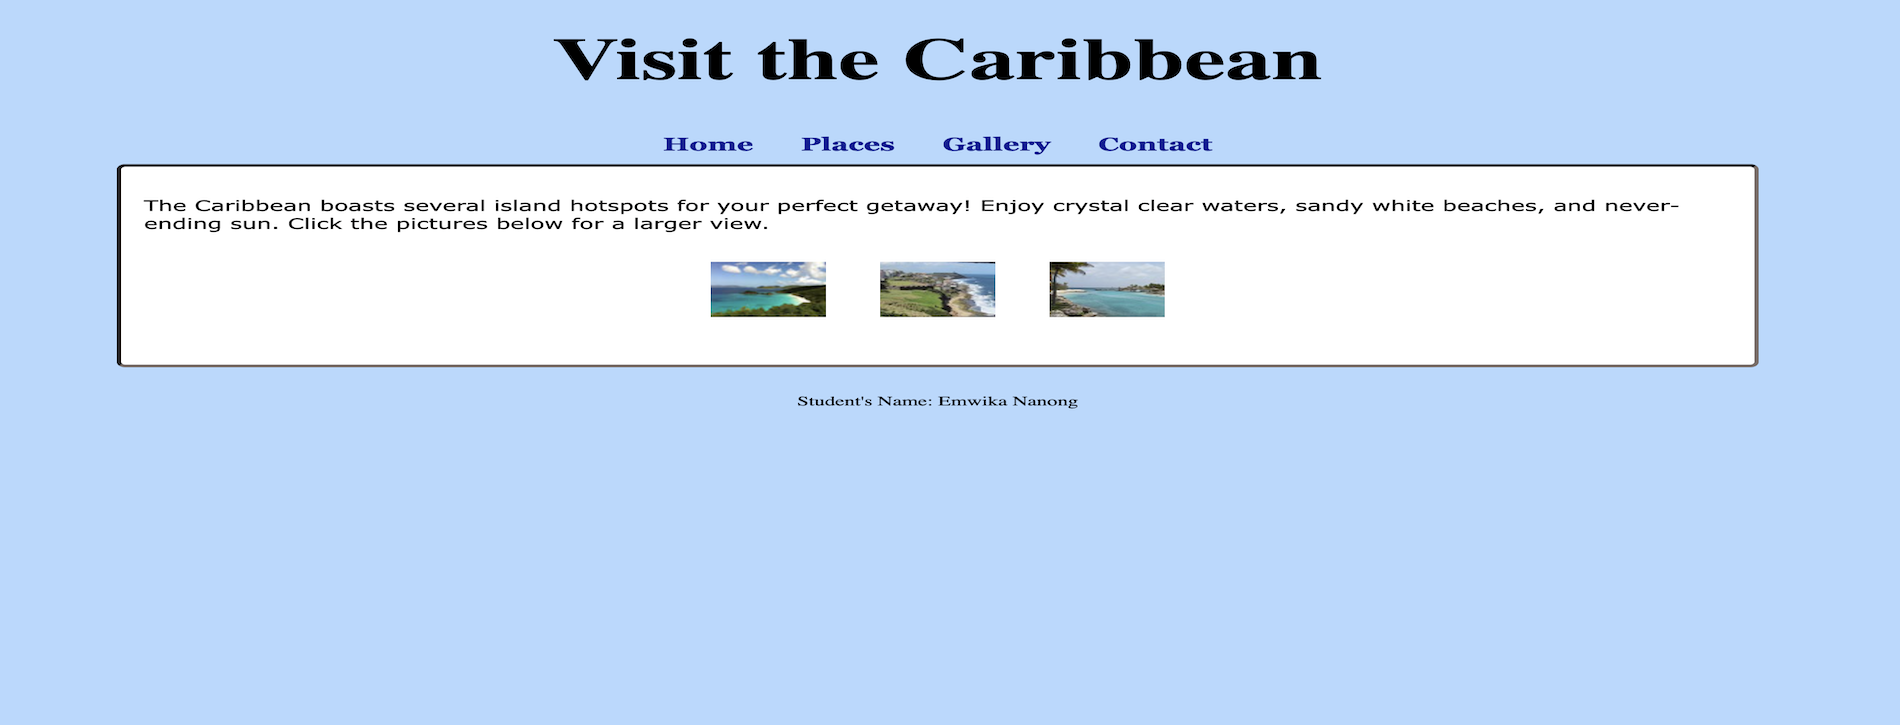 Visit the Caribbean
Home Places Gallery Contact
The Caribbean boasts several island hotspots for your perfect getaway! Enjoy crystal clear waters, sandy white beaches, and never-
ending sun. Click the pictures below for a larger view.
Student's Name: Emwika Nanong